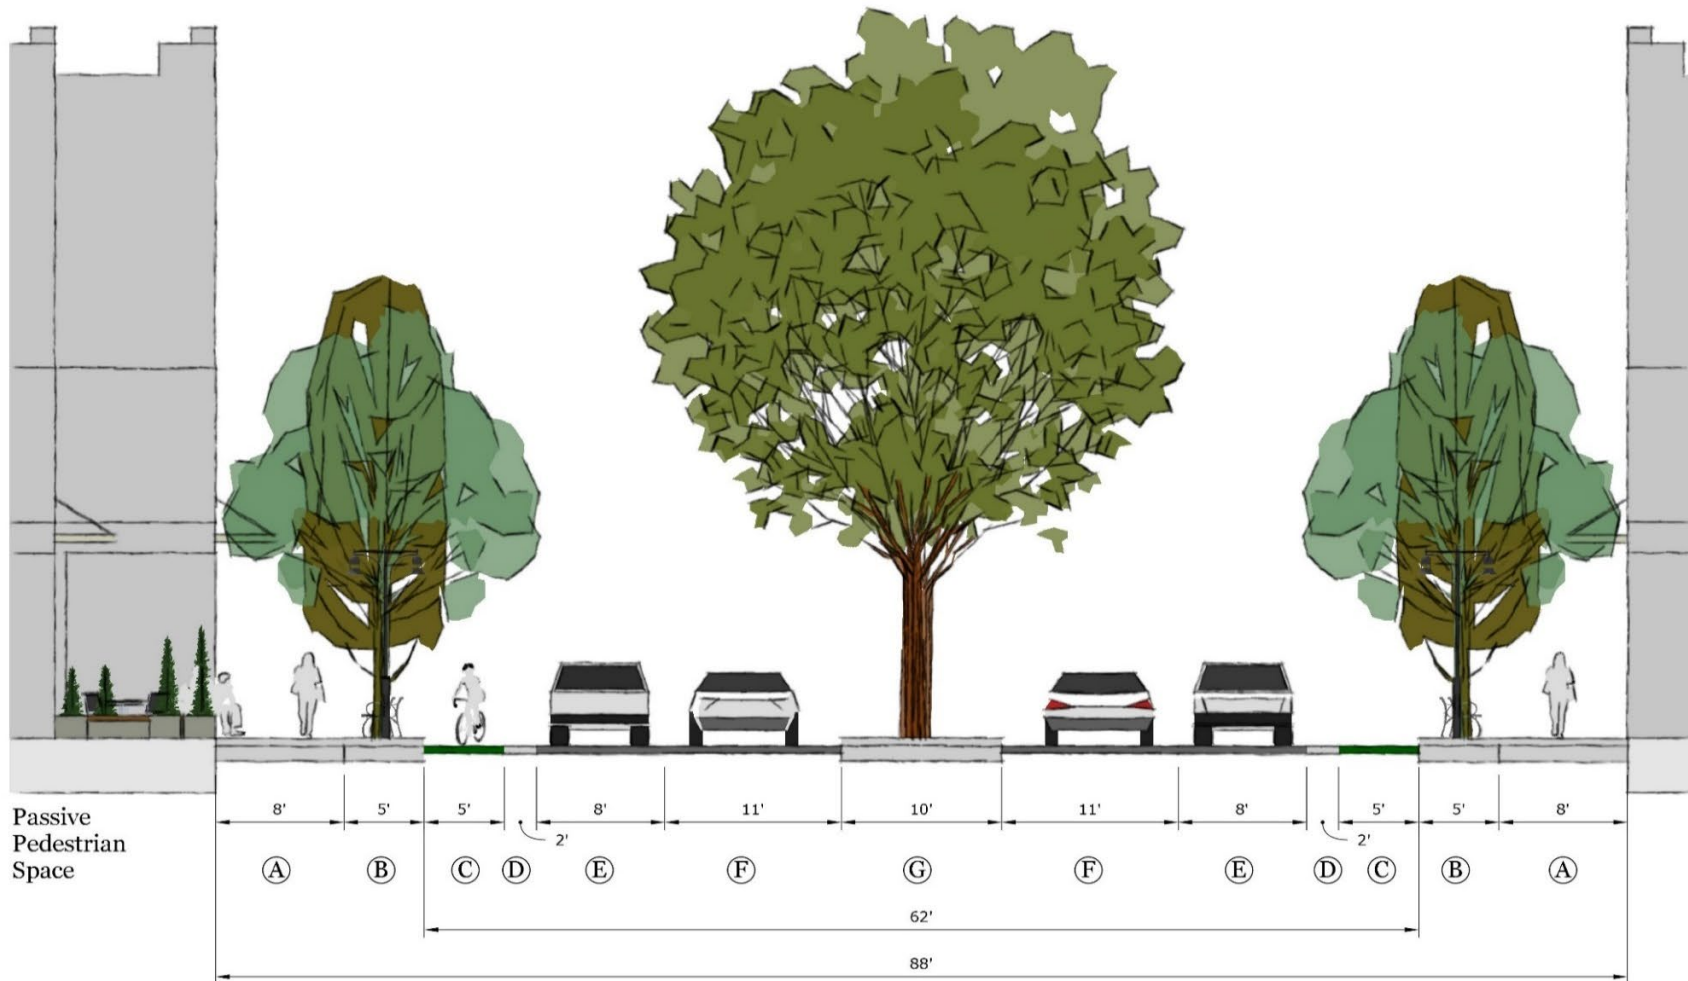 8' 5' 5' 8' 11' 10' 11' 8' 5' 5' 8'
2' 2'
Passive
Pedestrian
Space
A B C D E F G F E D C B A
62'
88'